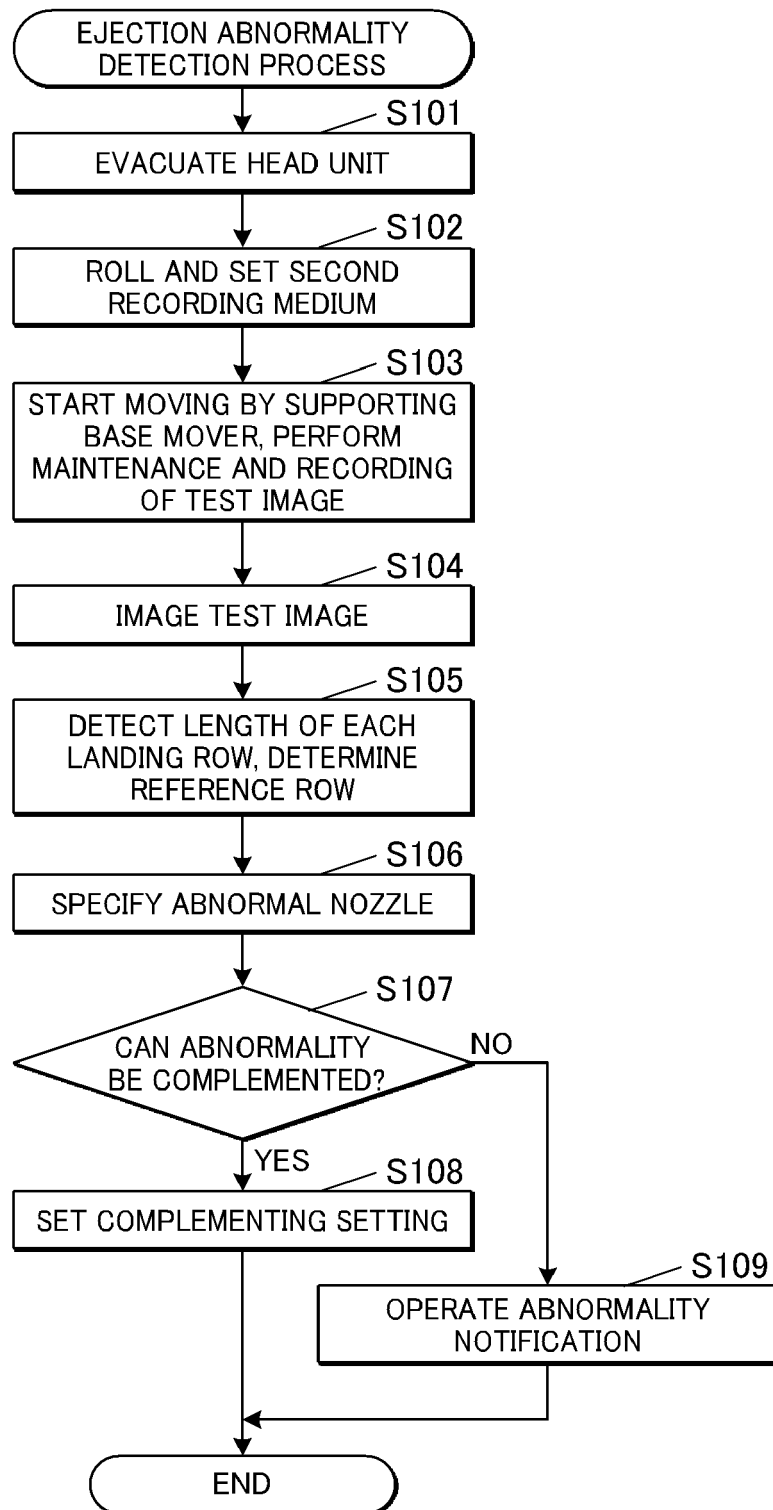 EJECTION ABNORMALITY
DETECTION PROCESS
S101
EVACUATE HEAD UNIT
S102
ROLL AND SET SECOND
RECORDING MEDIUM
S103
START MOVING BY SUPPORTING
BASE MOVER, PERFORM
MAINTENANCE AND RECORDING
OF TEST IMAGE
S104
IMAGE TEST IMAGE
S105
DETECT LENGTH OF EACH
LANDING ROW, DETERMINE
REFERENCE ROW
S106
SPECIFY ABNORMAL NOZZLE
S107
CAN ABNORMALITY
BE COMPLEMENTED?
NO
YES
S108
SET COMPLEMENTING SETTING
S109
OPERATE ABNORMALITY
NOTIFICATION
END